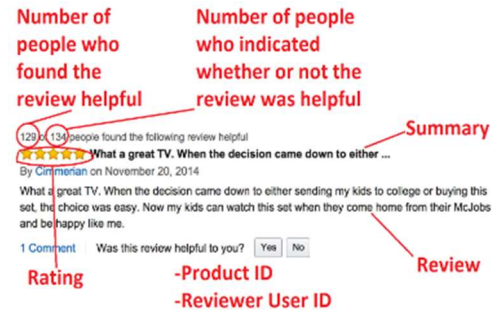 Number of
people who
found the
review helpful
Number of people
who indicated
whether or not the
review was helpful
129 of 134 people found the following review helpful
Summary
What a great TV. When the decision came down to either ...
By Cimmerian on November 20, 2014
What a great TV. When the decision came down to either sending my kids to college or buying this
set, the choice was easy. Now my kids can watch this set when they come home from their McJobs
and be happy like me.
1 Comment Was this review helpful to you? Yes No
Rating
-Product ID
-Reviewer User ID
Review